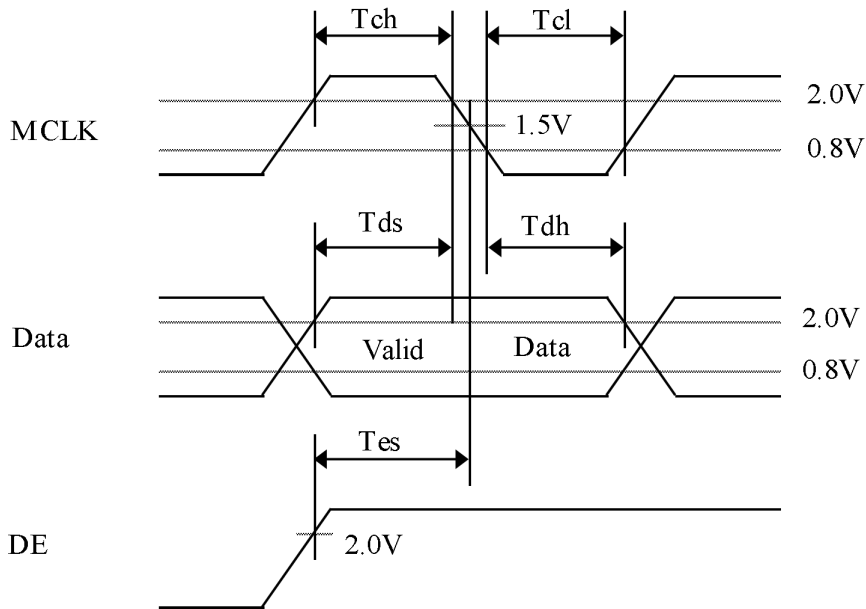 Tch
Tcl
2.0V
MCLK
1.5V
0.8V
Tds
Tdh
Data
2.0V
Valid
Data
0.8V
Tes
DE
2.0V